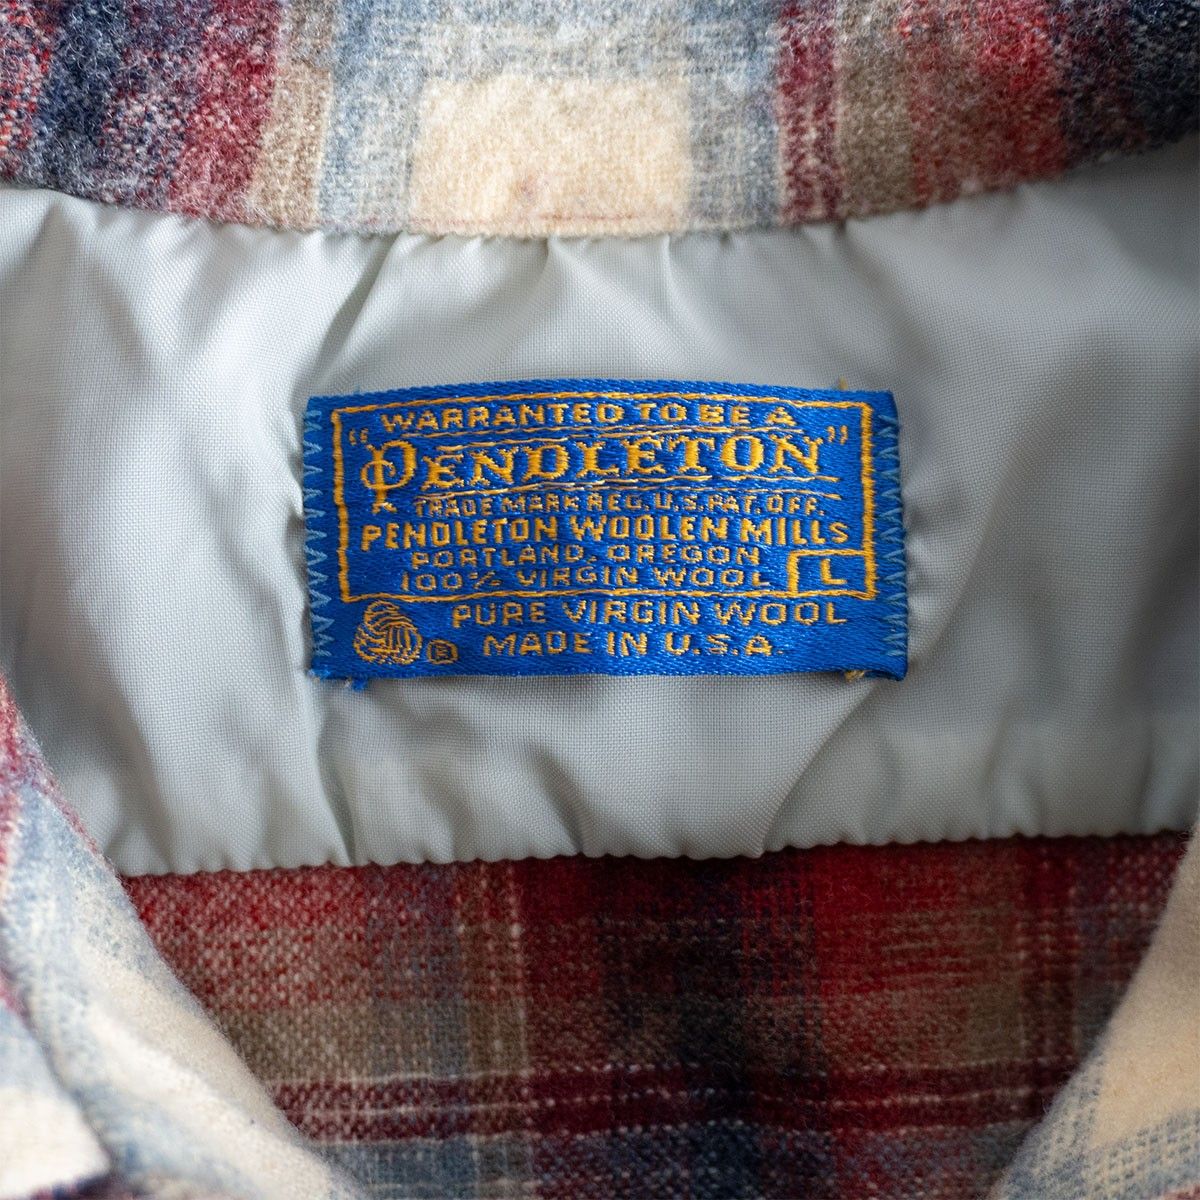 WARRANTED TO BE A
"PENDLETON"
TRADE MARK REG. U.S. PAT. OFF.
PENDLETON WOOLEN MILLS
PORTLAND, OREGON
100% VIRGIN WOOL L
PURE VIRGIN WOOL
® MADE IN U.S.A.